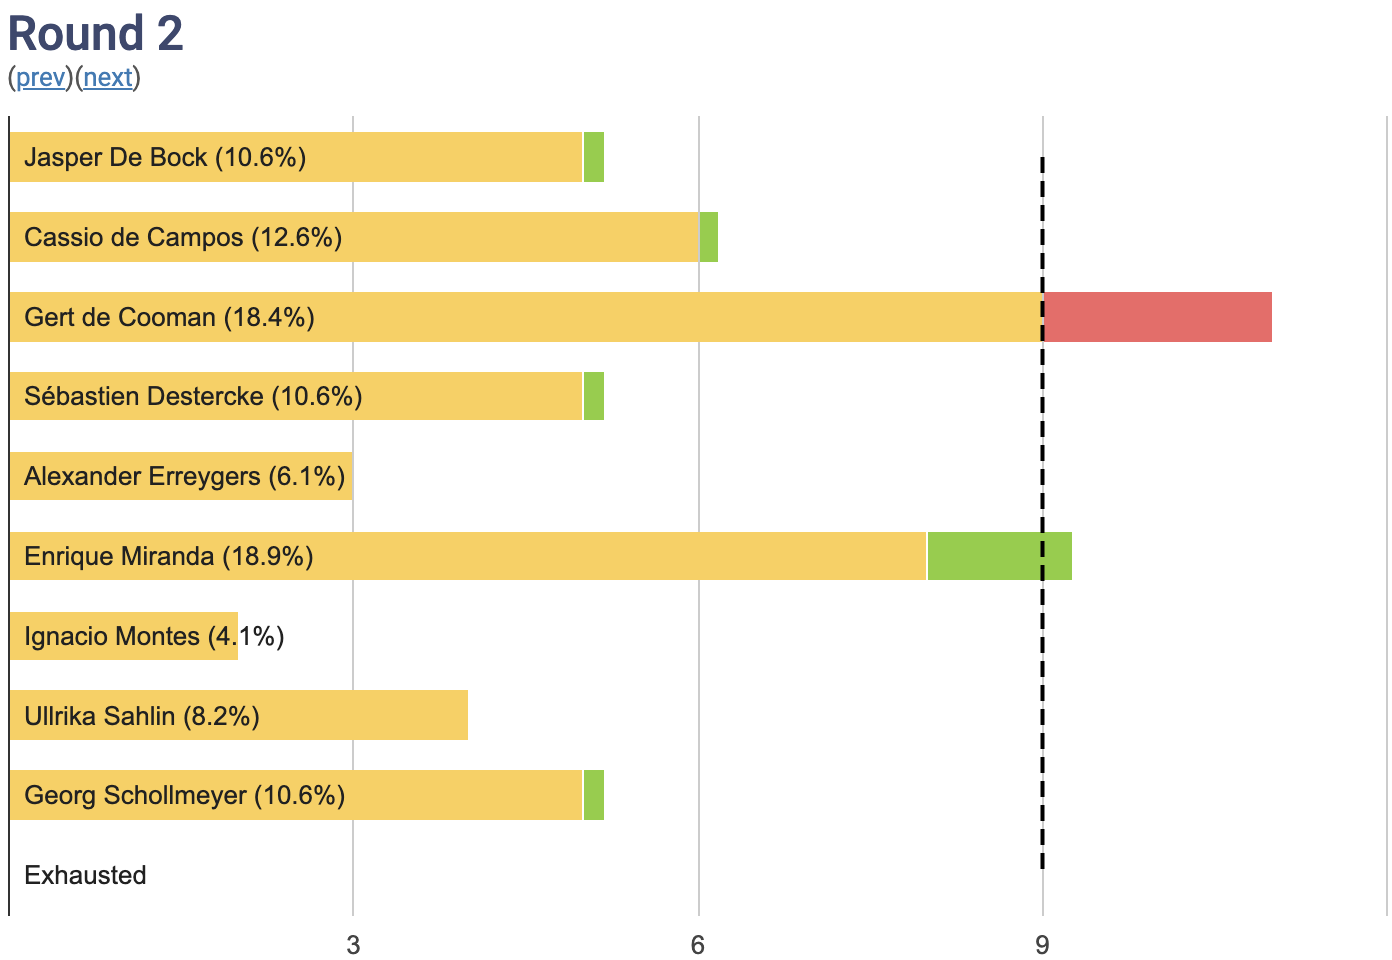 Round 2
(prev)(next)
Jasper De Bock (10.6%)
Cassio de Campos (12.6%)
Gert de Cooman (18.4%)
Sébastien Destercke (10.6%)
Alexander Erreygers (6.1%)
Enrique Miranda (18.9%)
Ignacio Montes (4.1%)
Ullrika Sahlin (8.2%)
Georg Schollmeyer (10.6%)
Exhausted
3 6 9